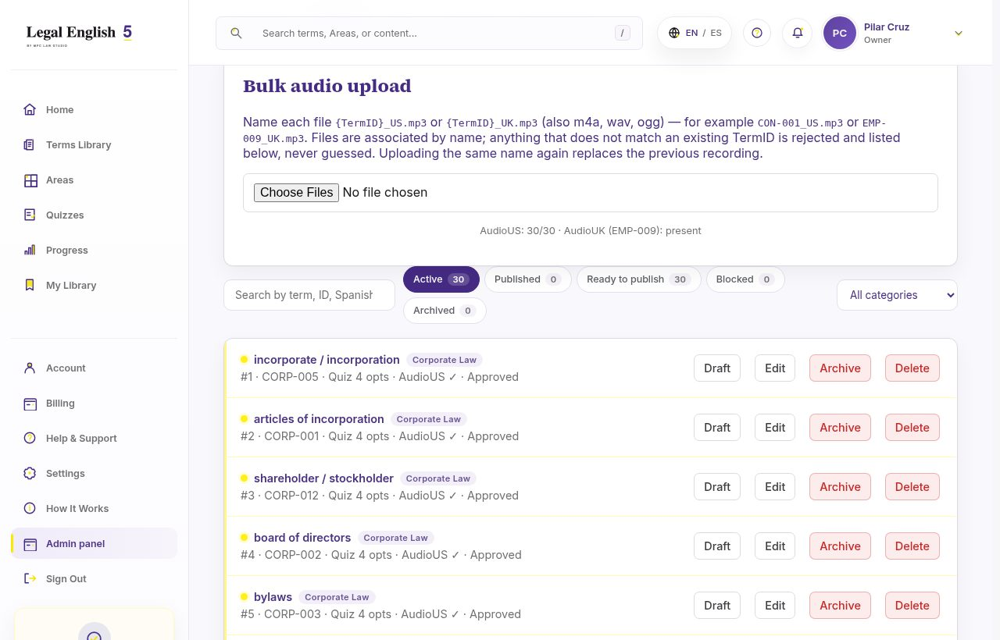 Legal English 5
BY MPC LAW STUDIO
Search terms, Areas, or content...
/
EN / ES
PC
Pilar Cruz
Owner
Home
Terms Library
Areas
Quizzes
Progress
My Library
Account
Billing
Help & Support
Settings
How It Works
Admin panel
Sign Out
Bulk audio upload
Name each file {TermID}_US.mp3 or {TermID}_UK.mp3 (also m4a, wav, ogg) — for example CON-001_US.mp3 or EMP-
009_UK.mp3. Files are associated by name; anything that does not match an existing TermID is rejected and listed
below, never guessed. Uploading the same name again replaces the previous recording.
Choose Files No file chosen
AudioUS: 30/30 · AudioUK (EMP-009): present
Search by term, ID, Spanish
Active 30
Published 0
Ready to publish 30
Blocked 0
Archived 0
All categories
incorporate / incorporation Corporate Law
#1 · CORP-005 · Quiz 4 opts · AudioUS ✓ · Approved
Draft Edit Archive Delete
articles of incorporation Corporate Law
#2 · CORP-001 · Quiz 4 opts · AudioUS ✓ · Approved
Draft Edit Archive Delete
shareholder / stockholder Corporate Law
#3 · CORP-012 · Quiz 4 opts · AudioUS ✓ · Approved
Draft Edit Archive Delete
board of directors Corporate Law
#4 · CORP-002 · Quiz 4 opts · AudioUS ✓ · Approved
Draft Edit Archive Delete
bylaws Corporate Law
#5 · CORP-003 · Quiz 4 opts · AudioUS ✓ · Approved
Draft Edit Archive Delete